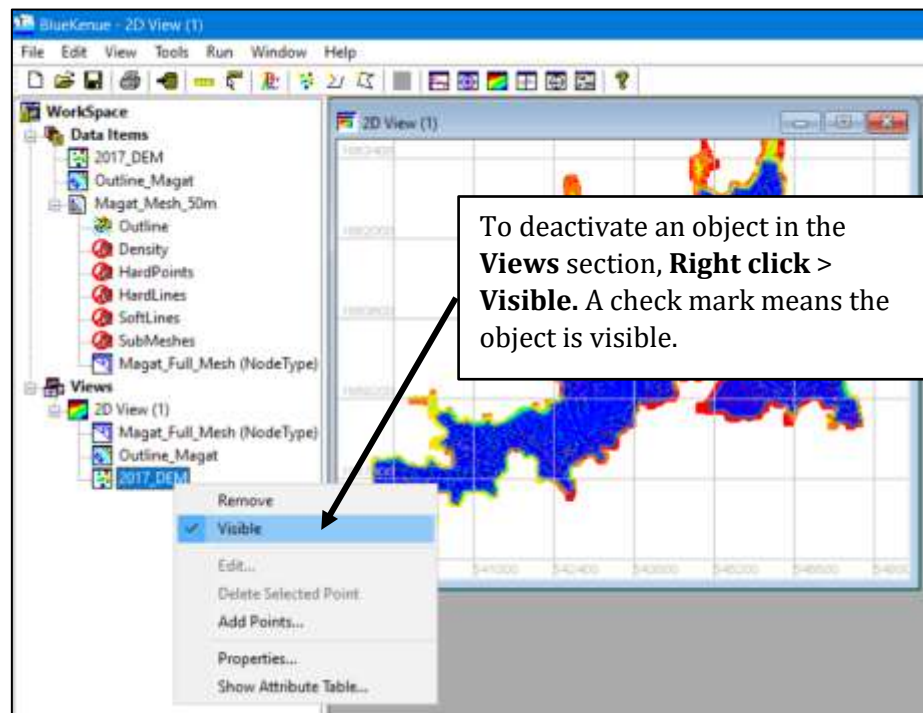 BlueKenue - 2D View (1)
File Edit View Tools Run Window Help
WorkSpace
Data Items
2017_DEM
Outline_Magat
Magat_Mesh_50m
Outline
Density
HardPoints
HardLines
SoftLines
SubMeshes
Magat_Full_Mesh (NodeType)
Views
2D View (1)
Magat_Full_Mesh (NodeType)
Outline_Magat
2017_DEM
Remove
Visible
Edit...
Delete Selected Point
Add Points...
Properties...
Show Attribute Table...
2D View (1)
To deactivate an object in the
Views section, Right click >
Visible. A check mark means the
object is visible.
541000 542400